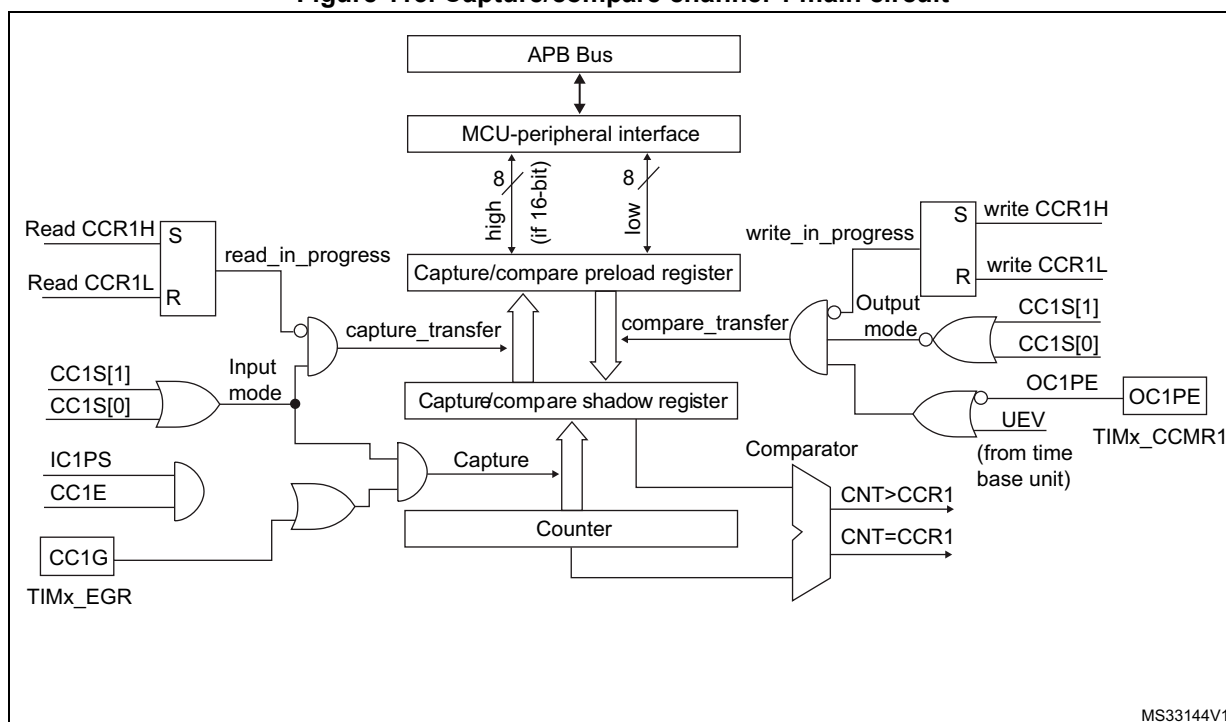 APB Bus
MCU-peripheral interface
8
8
high
(if 16-bit)
low
Read CCR1H
S
read_in_progress
Read CCR1L
R
write_in_progress
S
write CCR1H
R
write CCR1L
Capture/compare preload register
capture_transfer
compare_transfer
Output
mode
CC1S[1]
CC1S[0]
Input
mode
CC1S[1]
CC1S[0]
Capture/compare shadow register
OC1PE
OC1PE
UEV
TIMx_CCMR1
(from time
base unit)
IC1PS
CC1E
Capture
Comparator
CNT>CCR1
CNT=CCR1
Counter
CC1G
TIMx_EGR
MS33144V1